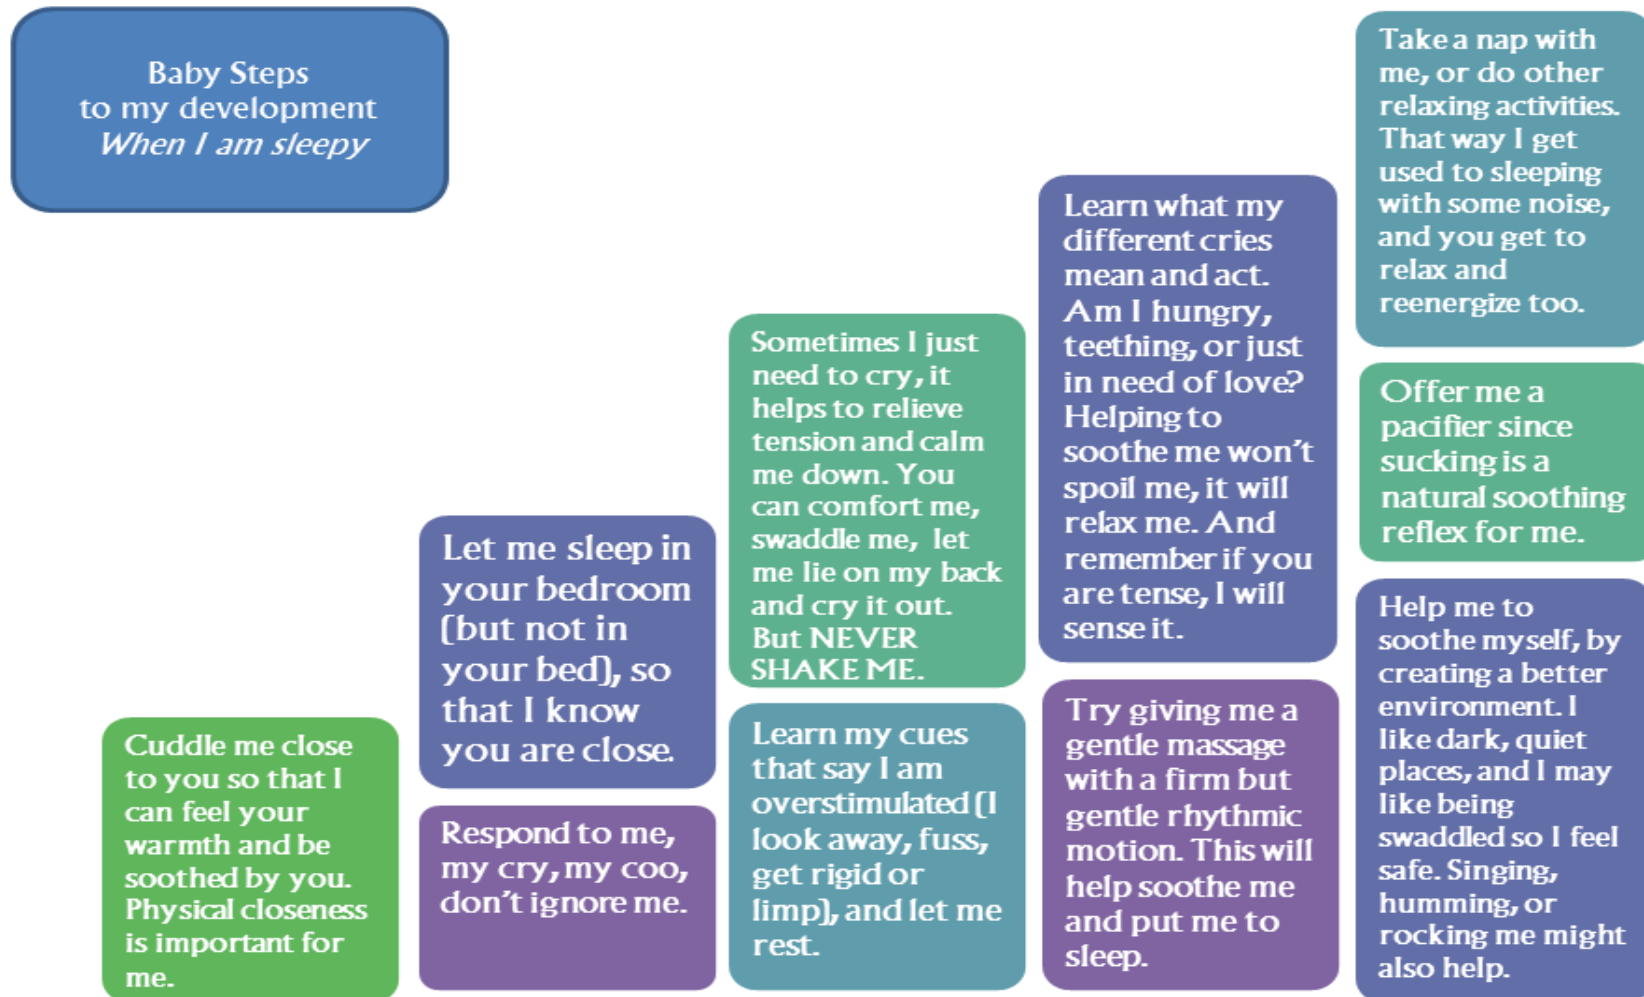 Baby Steps
to my development
When I am sleepy
Cuddle me close
to you so that I
can feel your
warmth and be
soothed by you.
Physical closeness
is important for
me.
Let me sleep in
your bedroom
(but not in
your bed), so
that I know
you are close.
Respond to me,
my cry, my coo,
don't ignore me.
Sometimes I just
need to cry, it
helps to relieve
tension and calm
me down. You
can comfort me,
swaddle me, let
me lie on my back
and cry it out.
But NEVER
SHAKE ME.
Learn my cues
that say I am
overstimulated (I
look away, fuss,
get rigid or
limp), and let me
rest.
Learn what my
different cries
mean and act.
Am I hungry,
teething, or just
in need of love?
Helping to
soothe me won't
spoil me, it will
relax me. And
remember if you
are tense, I will
sense it.
Try giving me a
gentle massage
with a firm but
gentle rhythmic
motion. This will
help soothe me
and put me to
sleep.
Take a nap with
me, or do other
relaxing activities.
That way I get
used to sleeping
with some noise,
and you get to
relax and
reenergize too.
Offer me a
pacifier since
sucking is a
natural soothing
reflex for me.
Help me to
soothe myself, by
creating a better
environment. I
like dark, quiet
places, and I may
like being
swaddled so I feel
safe. Singing,
humming, or
rocking me might
also help.